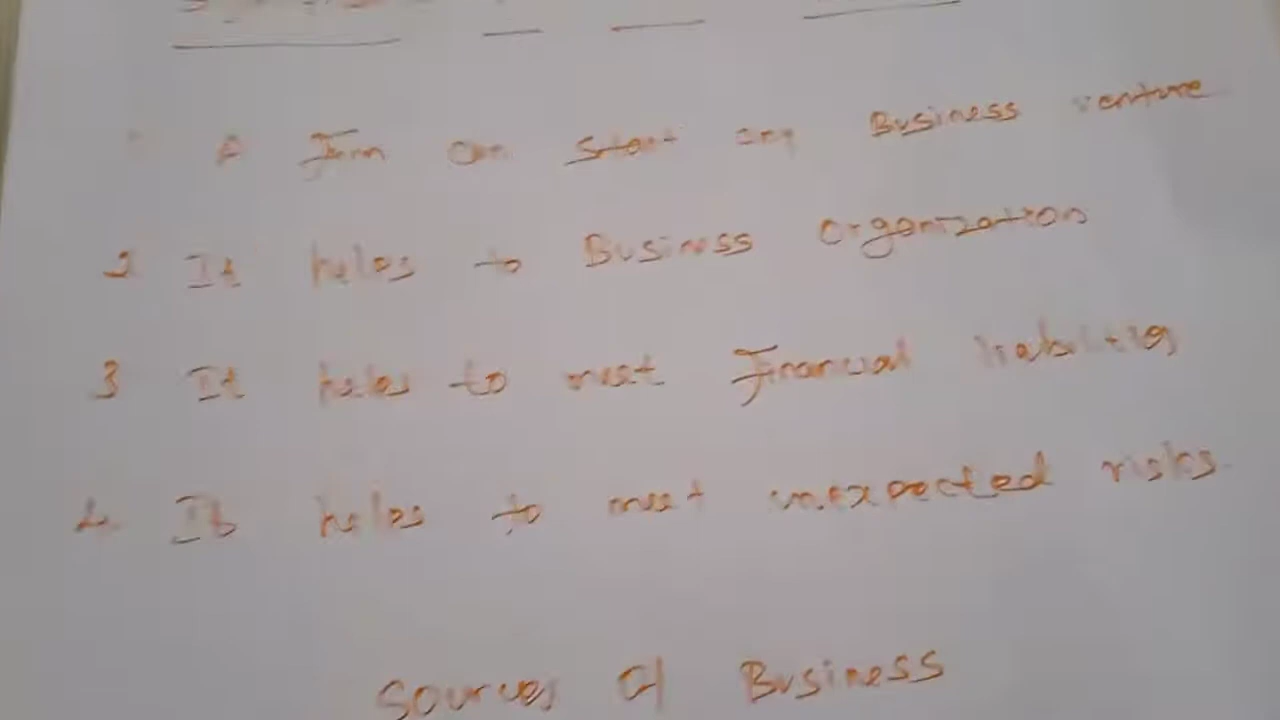 A Firm can start any Business venture
2 It helps to Business organization
3 It helps to meet Financial liabilities
4. It helps to meet unexpected risks.
Sources of Business